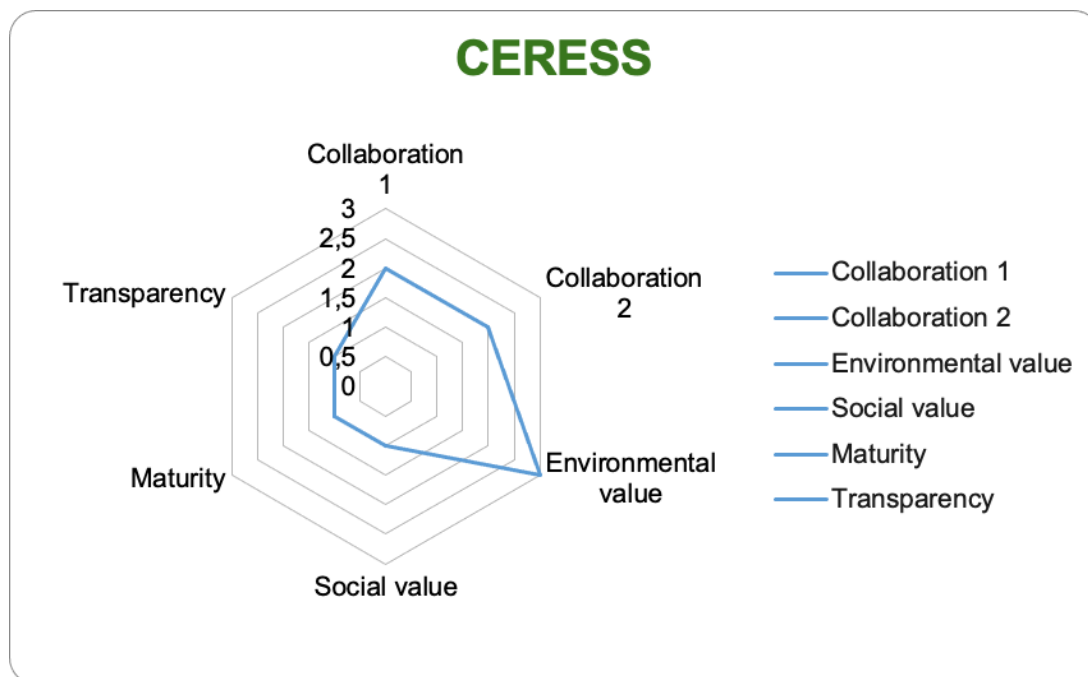 CERESS
Collaboration
1
3
2,5
2
1,5
1
0,5
0
Collaboration
2
Environmental
value
Social value
Maturity
Transparency
Collaboration 1
Collaboration 2
Environmental value
Social value
Maturity
Transparency